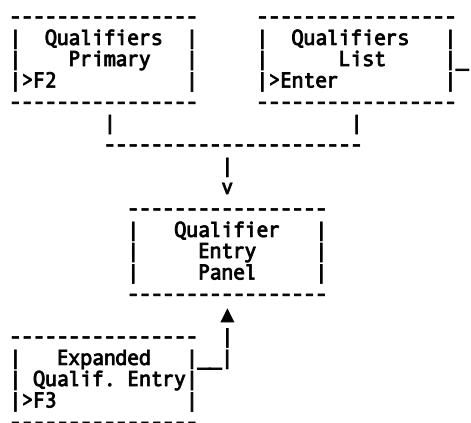 Qualifiers Qualifiers
Primary List
>F2 >Enter
Qualifier
Entry
Panel
Expanded
Qualif. Entry
>F3